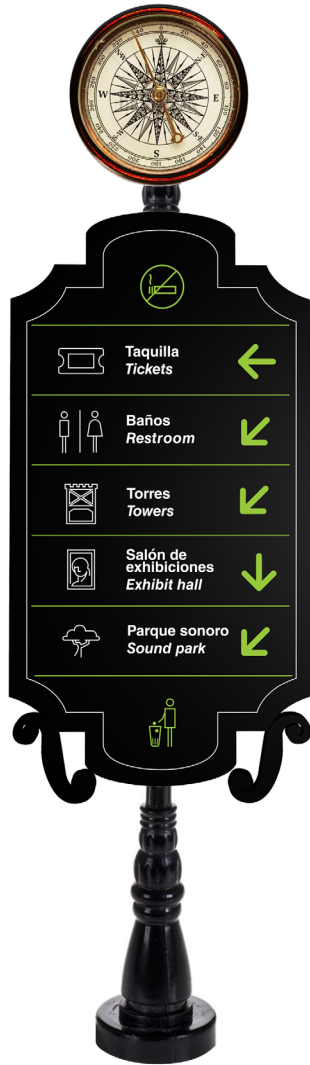 W
E
S
Taquilla
Tickets
Baños
Restroom
Torres
Towers
Salón de
exhibiciones
Exhibit hall
Parque sonoro
Sound park